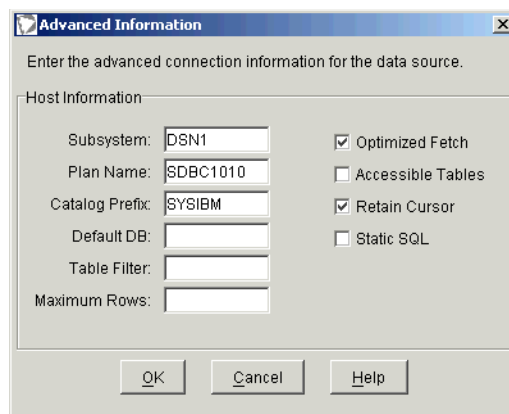 Advanced Information
Enter the advanced connection information for the data source.
Host Information
Subsystem: DSN1
Plan Name: SDBC1010
Catalog Prefix: SYSIBM
Default DB:
Table Filter:
Maximum Rows:
Optimized Fetch
Accessible Tables
Retain Cursor
Static SQL
OK Cancel Help